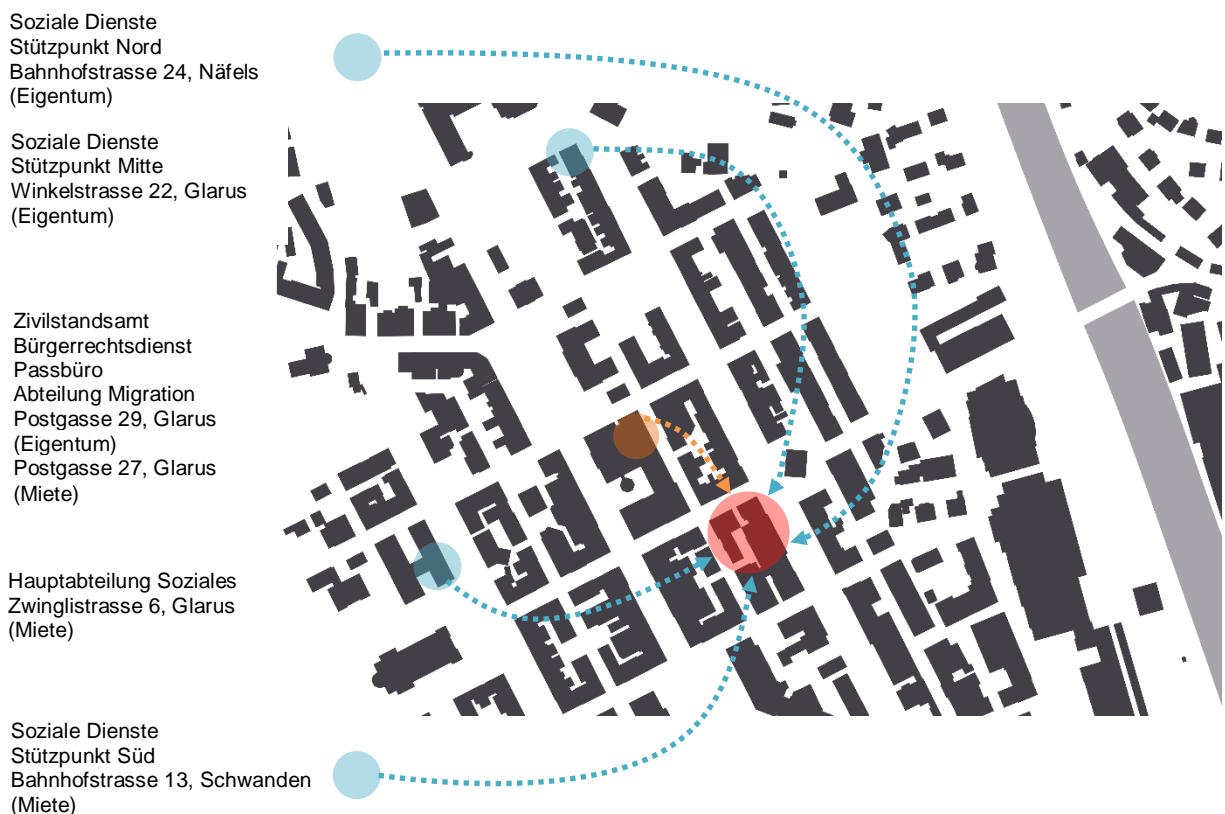 Soziale Dienste
Stützpunkt Nord
Bahnhofstrasse 24, Näfels
(Eigentum)
Soziale Dienste
Stützpunkt Mitte
Winkelstrasse 22, Glarus
(Eigentum)
Zivilstandsamt
Bürgerrechtsdienst
Passbüro
Abteilung Migration
Postgasse 29, Glarus
(Eigentum)
Postgasse 27, Glarus
(Miete)
Hauptabteilung Soziales
Zwinglistrasse 6, Glarus
(Miete)
Soziale Dienste
Stützpunkt Süd
Bahnhofstrasse 13, Schwanden
(Miete)